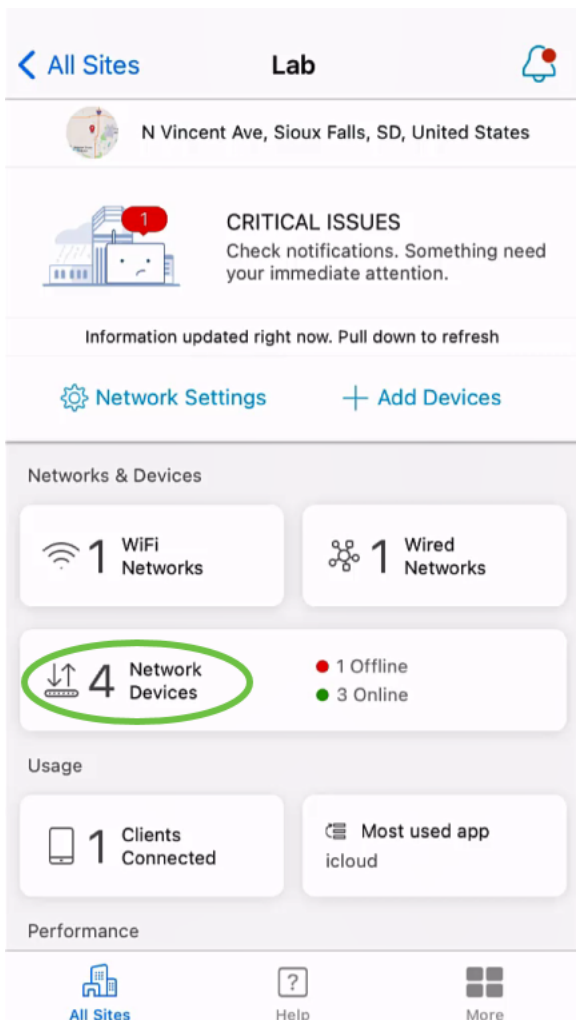 All Sites
Lab
N Vincent Ave, Sioux Falls, SD, United States
1
CRITICAL ISSUES
Check notifications. Something need
your immediate attention.
Information updated right now. Pull down to refresh
Network Settings
Add Devices
Networks & Devices
1 WiFi
Networks
1 Wired
Networks
4 Network
Devices
1 Offline
3 Online
Usage
1 Clients
Connected
Most used app
icloud
Performance
All Sites
Help
More